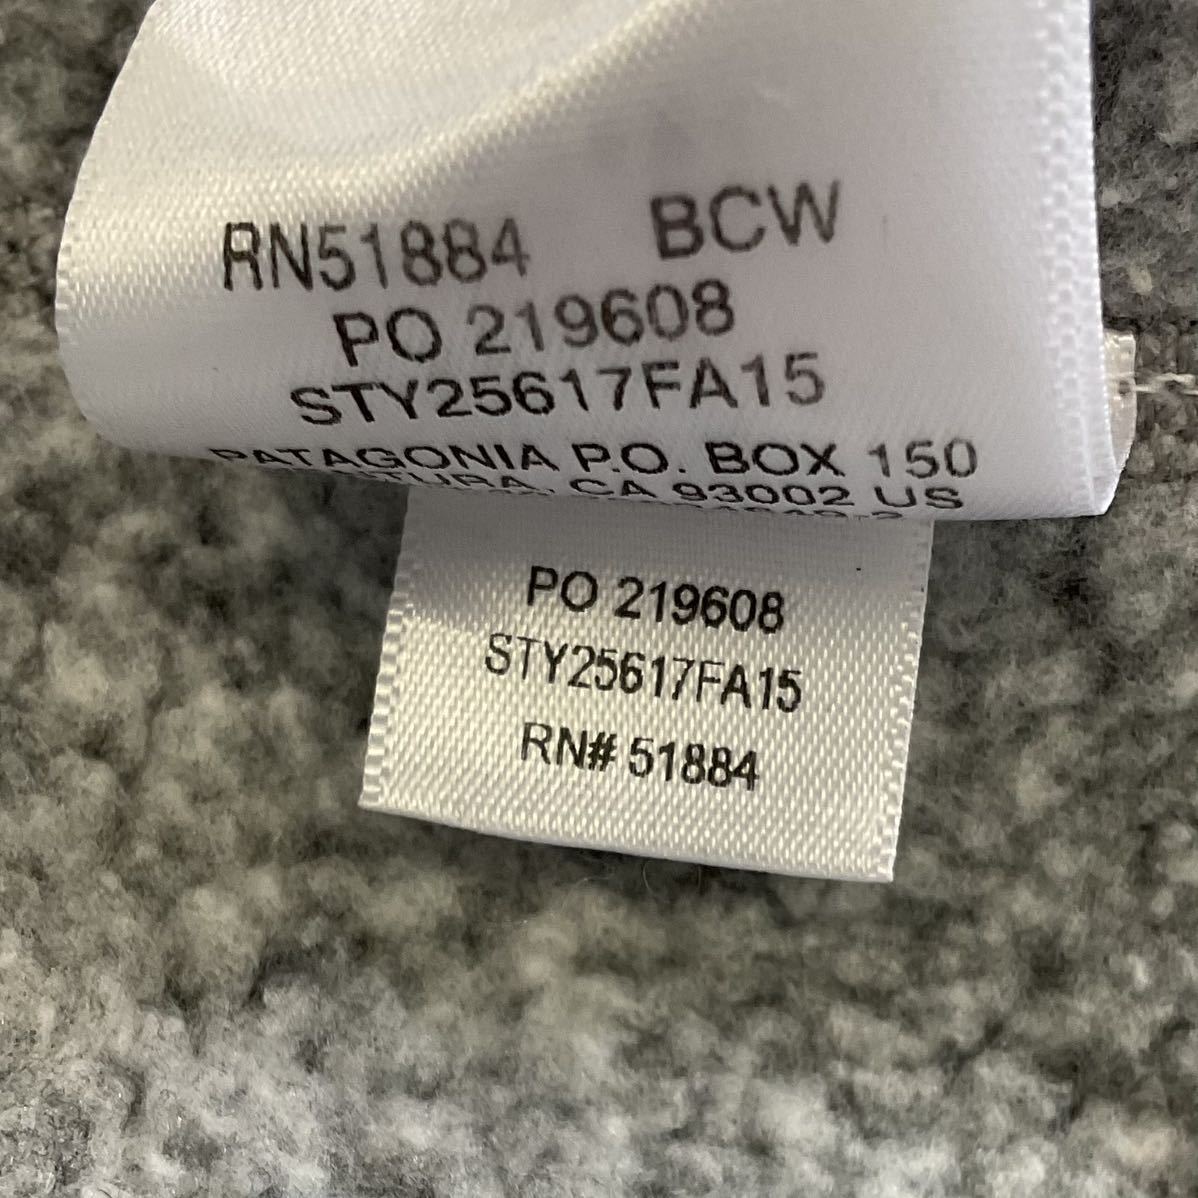 RN51884 BCW
PO 219608
STY25617FA15
PATAGONIA P.O. BOX 150
CA 93002 US
PO 219608
STY25617FA15
RN# 51884